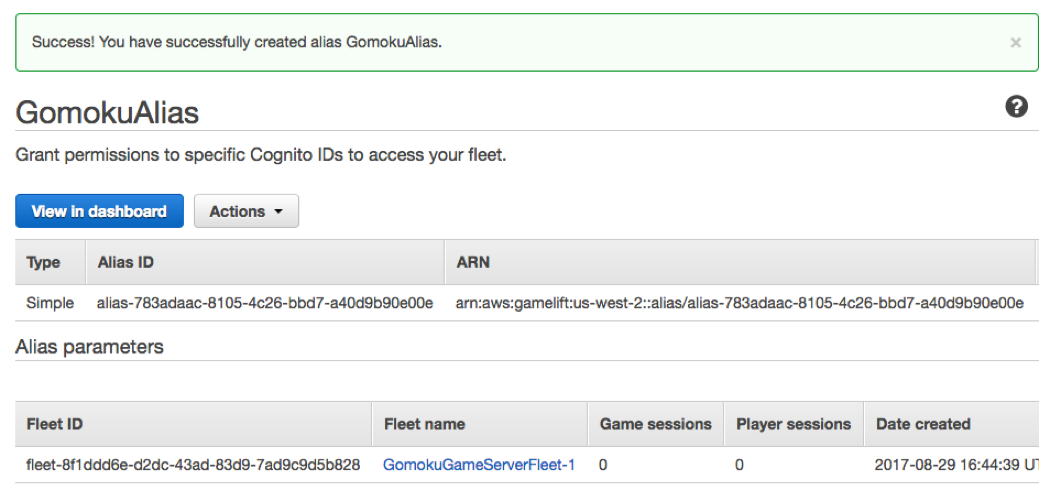 Success! You have successfully created alias GomokuAlias. ×
GomokuAlias ?
Grant permissions to specific Cognito IDs to access your fleet.
View in dashboard Actions
Type Alias ID ARN
Simple alias-783adaac-8105-4c26-bbd7-a40d9b90e00e arn:aws:gamelift:us-west-2::alias/alias-783adaac-8105-4c26-bbd7-a40d9b90e00e
Alias parameters
Fleet ID Fleet name Game sessions Player sessions Date created
fleet-8f1ddd6e-d2dc-43ad-83d9-7ad9c9d5b828 GomokuGameServerFleet-1 0 0 2017-08-29 16:44:39